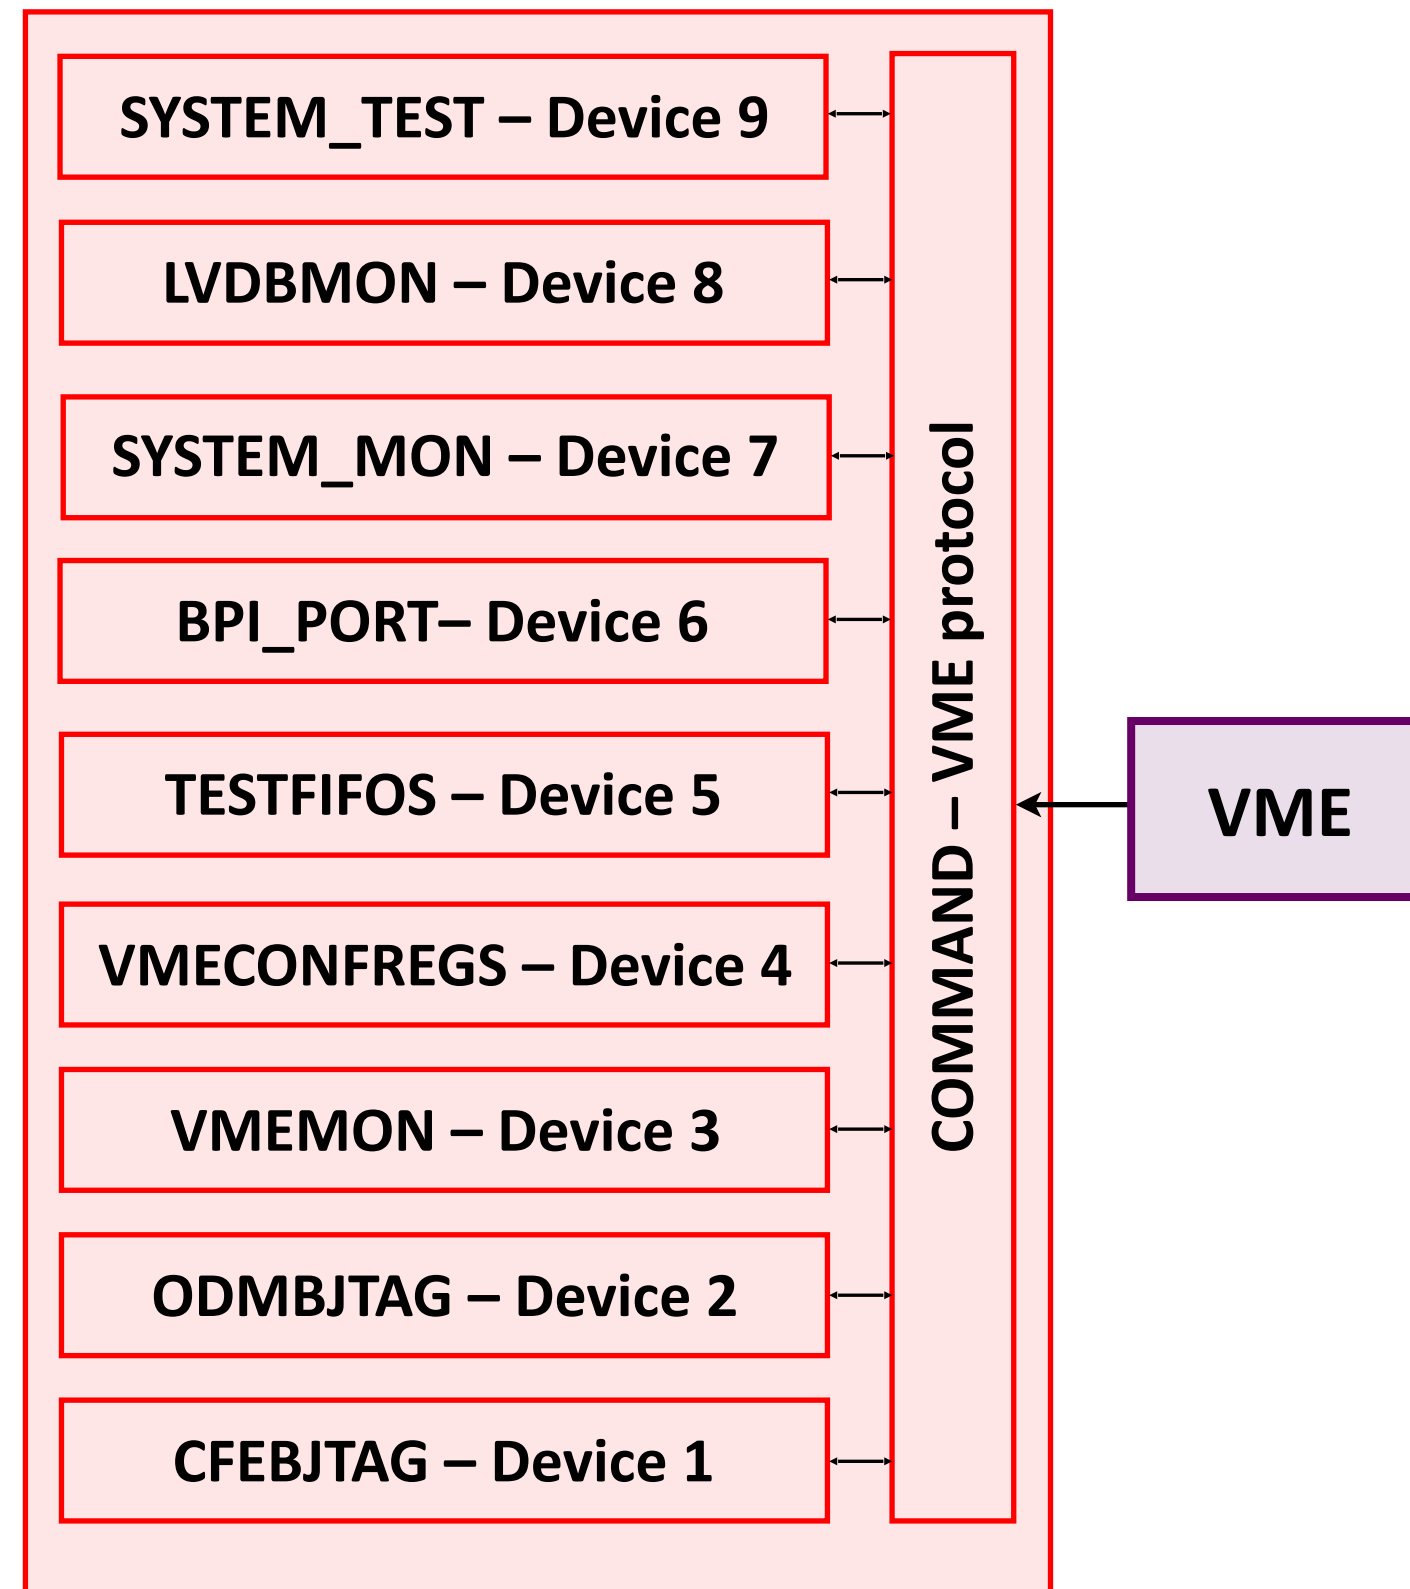 SYSTEM_TEST – Device 9
LVDBMON – Device 8
SYSTEM_MON – Device 7
BPI_PORT– Device 6
TESTFIFOS – Device 5
VMECONFREGS – Device 4
VMEMON – Device 3
ODMBJTAG – Device 2
CFEBJTAG – Device 1
COMMAND – VME protocol
VME